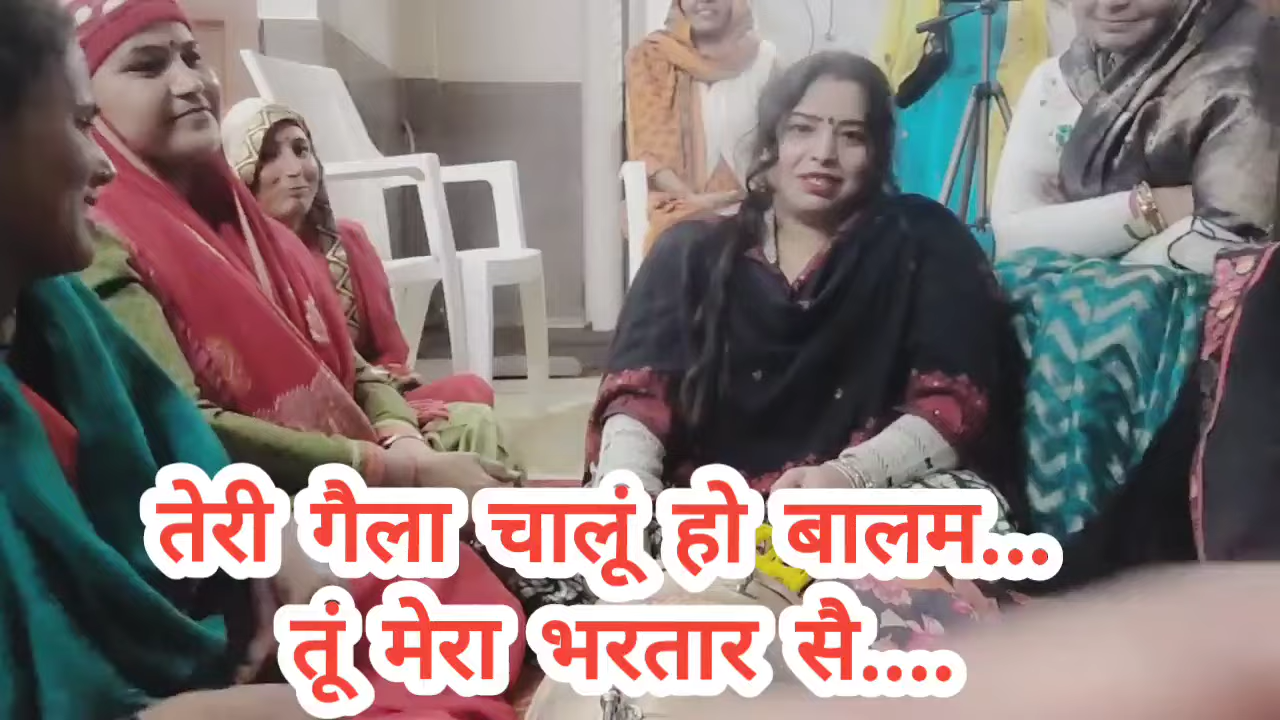 तेरी गैला चालूं हो बालम...
तूं मेरा भरतार सै....